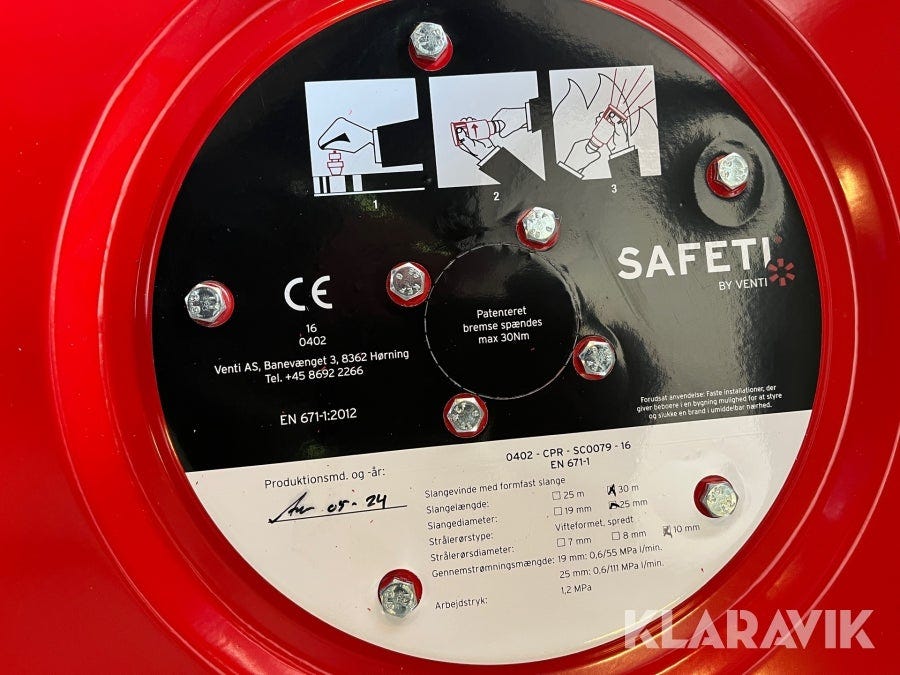 1
2
3
SAFETI
BY VENTI
CE
16
0402
Venti AS, Banevænget 3, 8362 Hørning
Tel. +45 8692 2266
EN 671-1:2012
Patenteret
bremse spændes
max 30Nm
Forudsat anvendelse: Faste installationer, der
giver beboere i en bygning mulighed for at styre
og slukke en brand i umiddelbar nærhed.
0402 - CPR - SC0079 - 16
EN 671-1
Produktionsmd. og -år:
05-24
Slangevinde med formfast slange
Slangelængde: 25 m 30 m
Slangediameter: 19 mm 25 mm
Strålerørstype: Vifteformet, spredt
Strålerørsdiameter: 7 mm 8 mm 10 mm
Gennemstrømningsmængde: 19 mm: 0,6/55 MPa l/min.
25 mm: 0,6/111 MPa l/min.
Arbejdstryk: 1,2 MPa
KLARAVIK